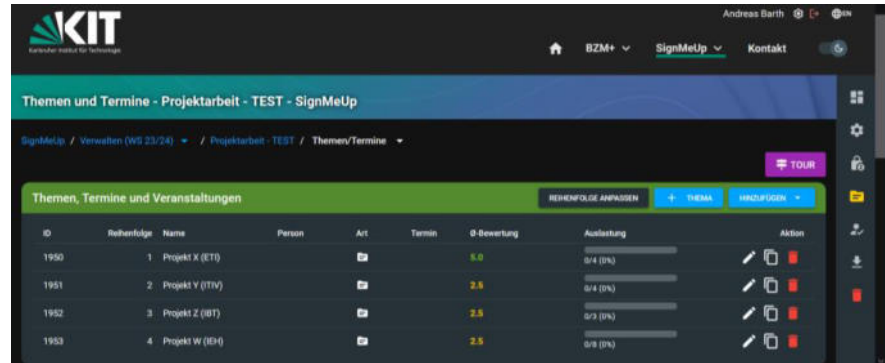 Andreas Barth EN
KIT
Karlsruher Institut für Technologie
BZM+ SignMeUp Kontakt
Themen und Termine - Projektarbeit - TEST - SignMeUp
SignMeUp / Verwalten (WS 23/24) / Projektarbeit - TEST / Themen/Termine
TOUR
Themen, Termine und Veranstaltungen REIHENFOLGE ANPASSEN + THEMA HINZUFÜGEN
ID Reihenfolge Name Person Art Termin Ø-Bewertung Auslastung Aktion
1950 1 Projekt X (ETI) 5.0 0/4 (0%)
1951 2 Projekt Y (ITIV) 2.5 0/4 (0%)
1952 3 Projekt Z (IBT) 2.5 0/3 (0%)
1953 4 Projekt W (IEH) 2.5 0/8 (0%)